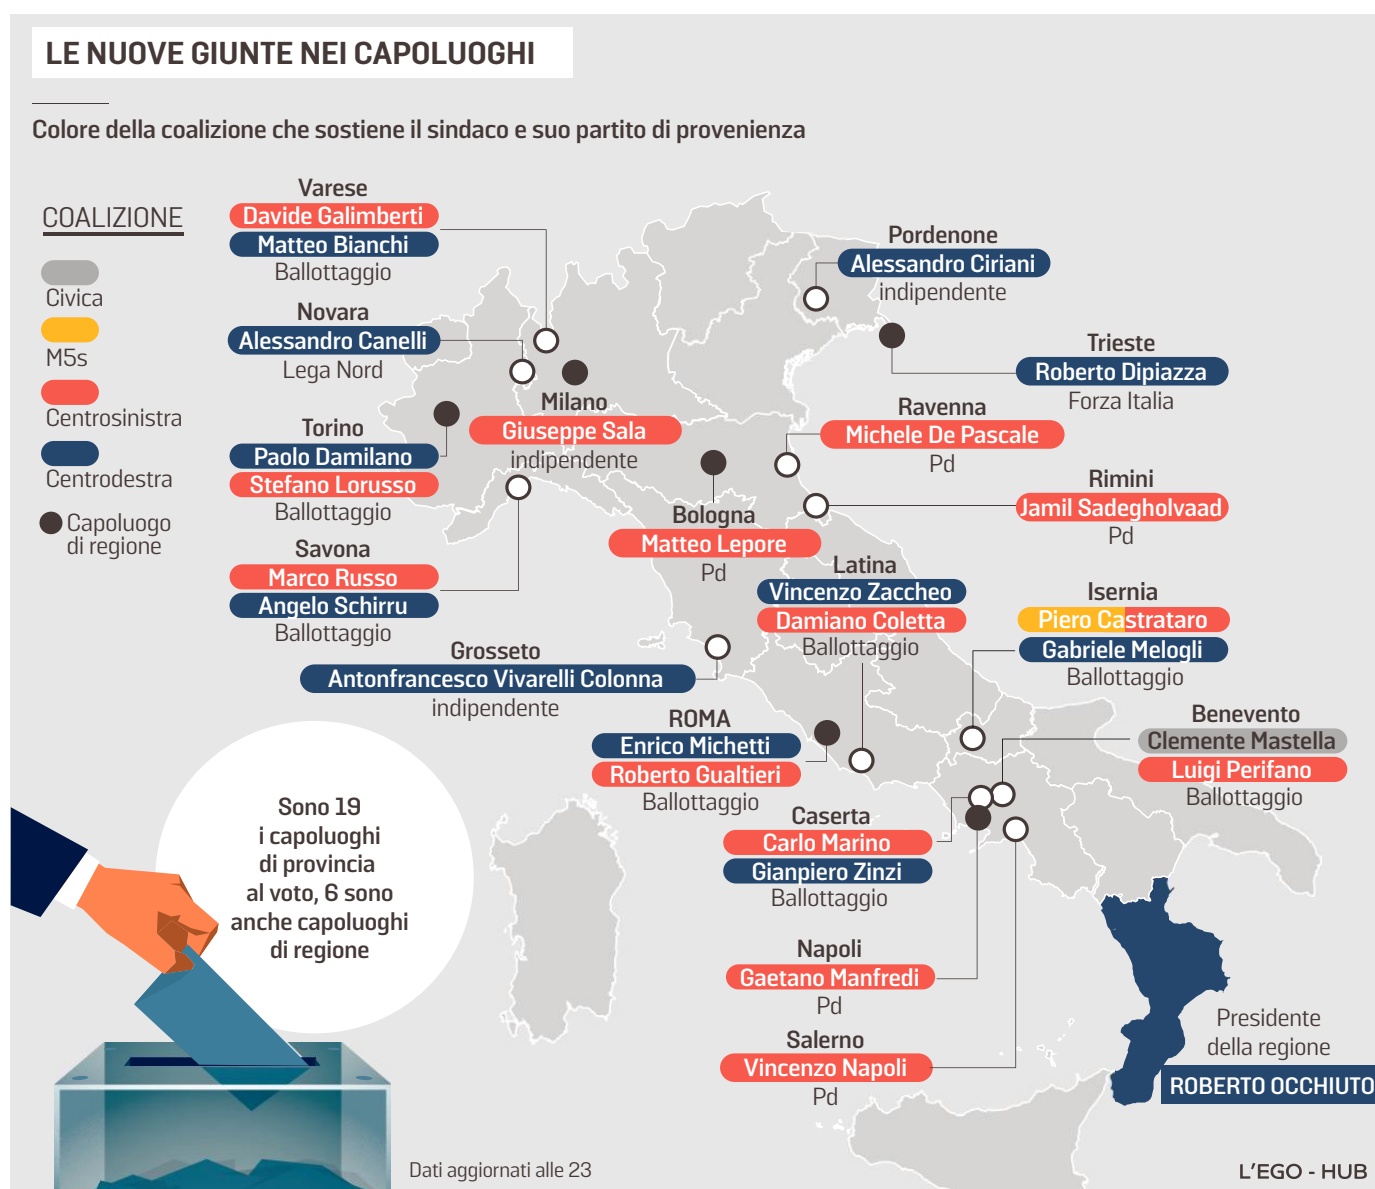 LE NUOVE GIUNTE NEI CAPOLUOGHI
Colore della coalizione che sostiene il sindaco e suo partito di provenienza
COALIZIONE
Civica
M5s
Centrosinistra
Centrodestra
Capoluogo
di regione
Varese
Davide Galimberti
Matteo Bianchi
Ballottaggio
Novara
Alessandro Canelli
Lega Nord
Torino
Paolo Damilano
Stefano Lorusso
Ballottaggio
Savona
Marco Russo
Angelo Schirru
Ballottaggio
Milano
Giuseppe Sala
indipendente
Pordenone
Alessandro Ciriani
indipendente
Trieste
Roberto Dipiazza
Forza Italia
Ravenna
Michele De Pascale
Pd
Rimini
Jamil Sadegholvaad
Pd
Bologna
Matteo Lepore
Pd
Latina
Vincenzo Zaccheo
Damiano Coletta
Ballottaggio
Isernia
Piero Castrataro
Gabriele Melogli
Ballottaggio
Grosseto
Antonfrancesco Vivarelli Colonna
indipendente
ROMA
Enrico Michetti
Roberto Gualtieri
Ballottaggio
Benevento
Clemente Mastella
Luigi Perifano
Ballottaggio
Caserta
Carlo Marino
Gianpiero Zinzi
Ballottaggio
Napoli
Gaetano Manfredi
Pd
Salerno
Vincenzo Napoli
Pd
Sono 19
i capoluoghi
di provincia
al voto, 6 sono
anche capoluoghi
di regione
Presidente
della regione
ROBERTO OCCHIUTO
Dati aggiornati alle 23
L'EGO - HUB